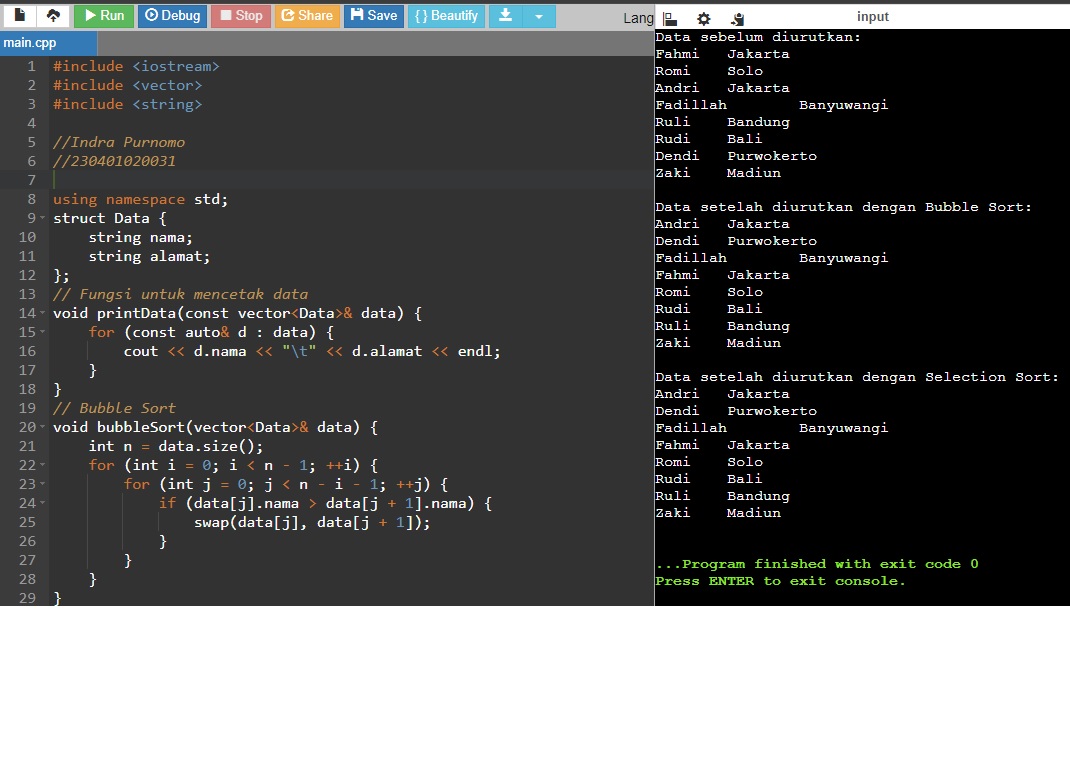 Run Debug Stop Share Save {} Beautify Lang input
main.cpp
1 #include <iostream>
2 #include <vector>
3 #include <string>
4
5 //Indra Purnomo
6 //230401020031
7
8 using namespace std;
9 struct Data {
10 string nama;
11 string alamat;
12 };
13 // Fungsi untuk mencetak data
14 void printData(const vector<Data>& data) {
15 for (const auto& d : data) {
16 cout << d.nama << "\t" << d.alamat << endl;
17 }
18 }
19 // Bubble Sort
20 void bubbleSort(vector<Data>& data) {
21 int n = data.size();
22 for (int i = 0; i < n - 1; ++i) {
23 for (int j = 0; j < n - i - 1; ++j) {
24 if (data[j].nama > data[j + 1].nama) {
25 swap(data[j], data[j + 1]);
26 }
27 }
28 }
29 }
Data sebelum diurutkan:
Fahmi Jakarta
Romi Solo
Andri Jakarta
Fadillah Banyuwangi
Ruli Bandung
Rudi Bali
Dendi Purwokerto
Zaki Madiun

Data setelah diurutkan dengan Bubble Sort:
Andri Jakarta
Dendi Purwokerto
Fadillah Banyuwangi
Fahmi Jakarta
Romi Solo
Rudi Bali
Ruli Bandung
Zaki Madiun

Data setelah diurutkan dengan Selection Sort:
Andri Jakarta
Dendi Purwokerto
Fadillah Banyuwangi
Fahmi Jakarta
Romi Solo
Rudi Bali
Ruli Bandung
Zaki Madiun

...Program finished with exit code 0
Press ENTER to exit console.